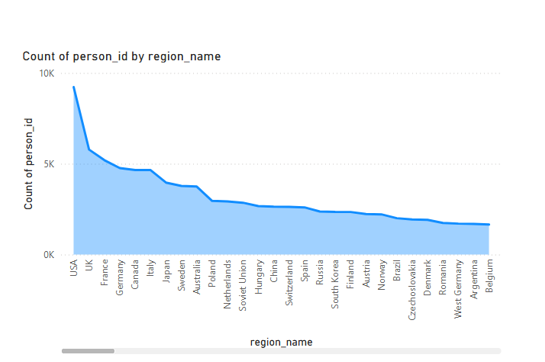 Count of person_id by region_name
10K
5K
0K
Count of person_id
USA
UK
France
Germany
Canada
Italy
Japan
Sweden
Australia
Poland
Netherlands
Soviet Union
Hungary
China
Switzerland
Spain
Russia
South Korea
Finland
Austria
Norway
Brazil
Czechoslovakia
Denmark
Romania
West Germany
Argentina
Belgium
region_name